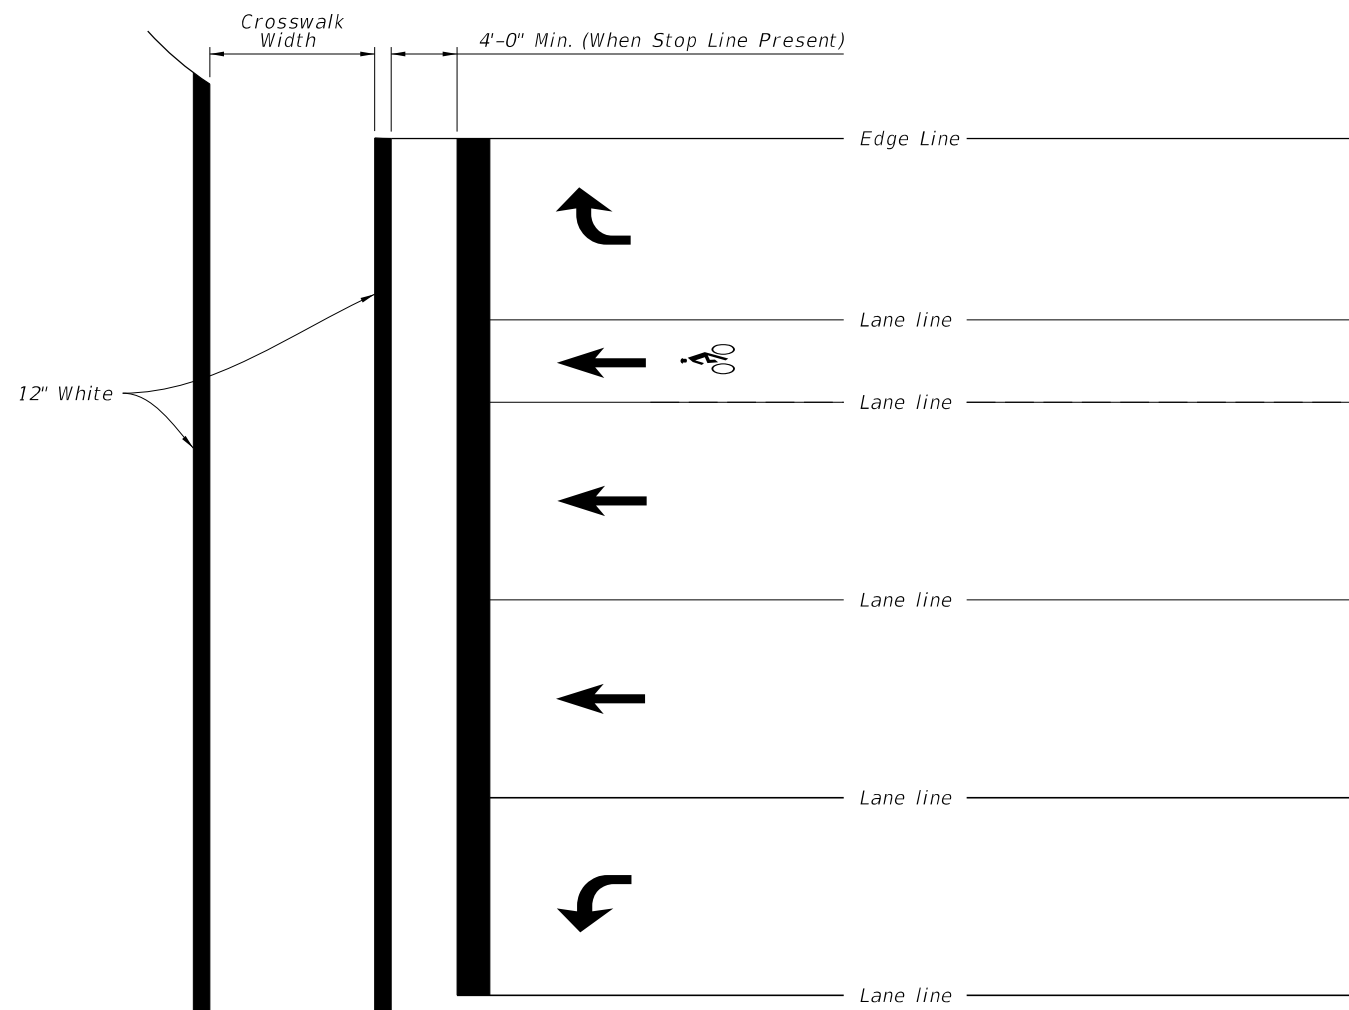 Crosswalk
Width
4'-0" Min. (When Stop Line Present)
Edge Line
Lane line
12" White
Lane line
Lane line
Lane line
Lane line